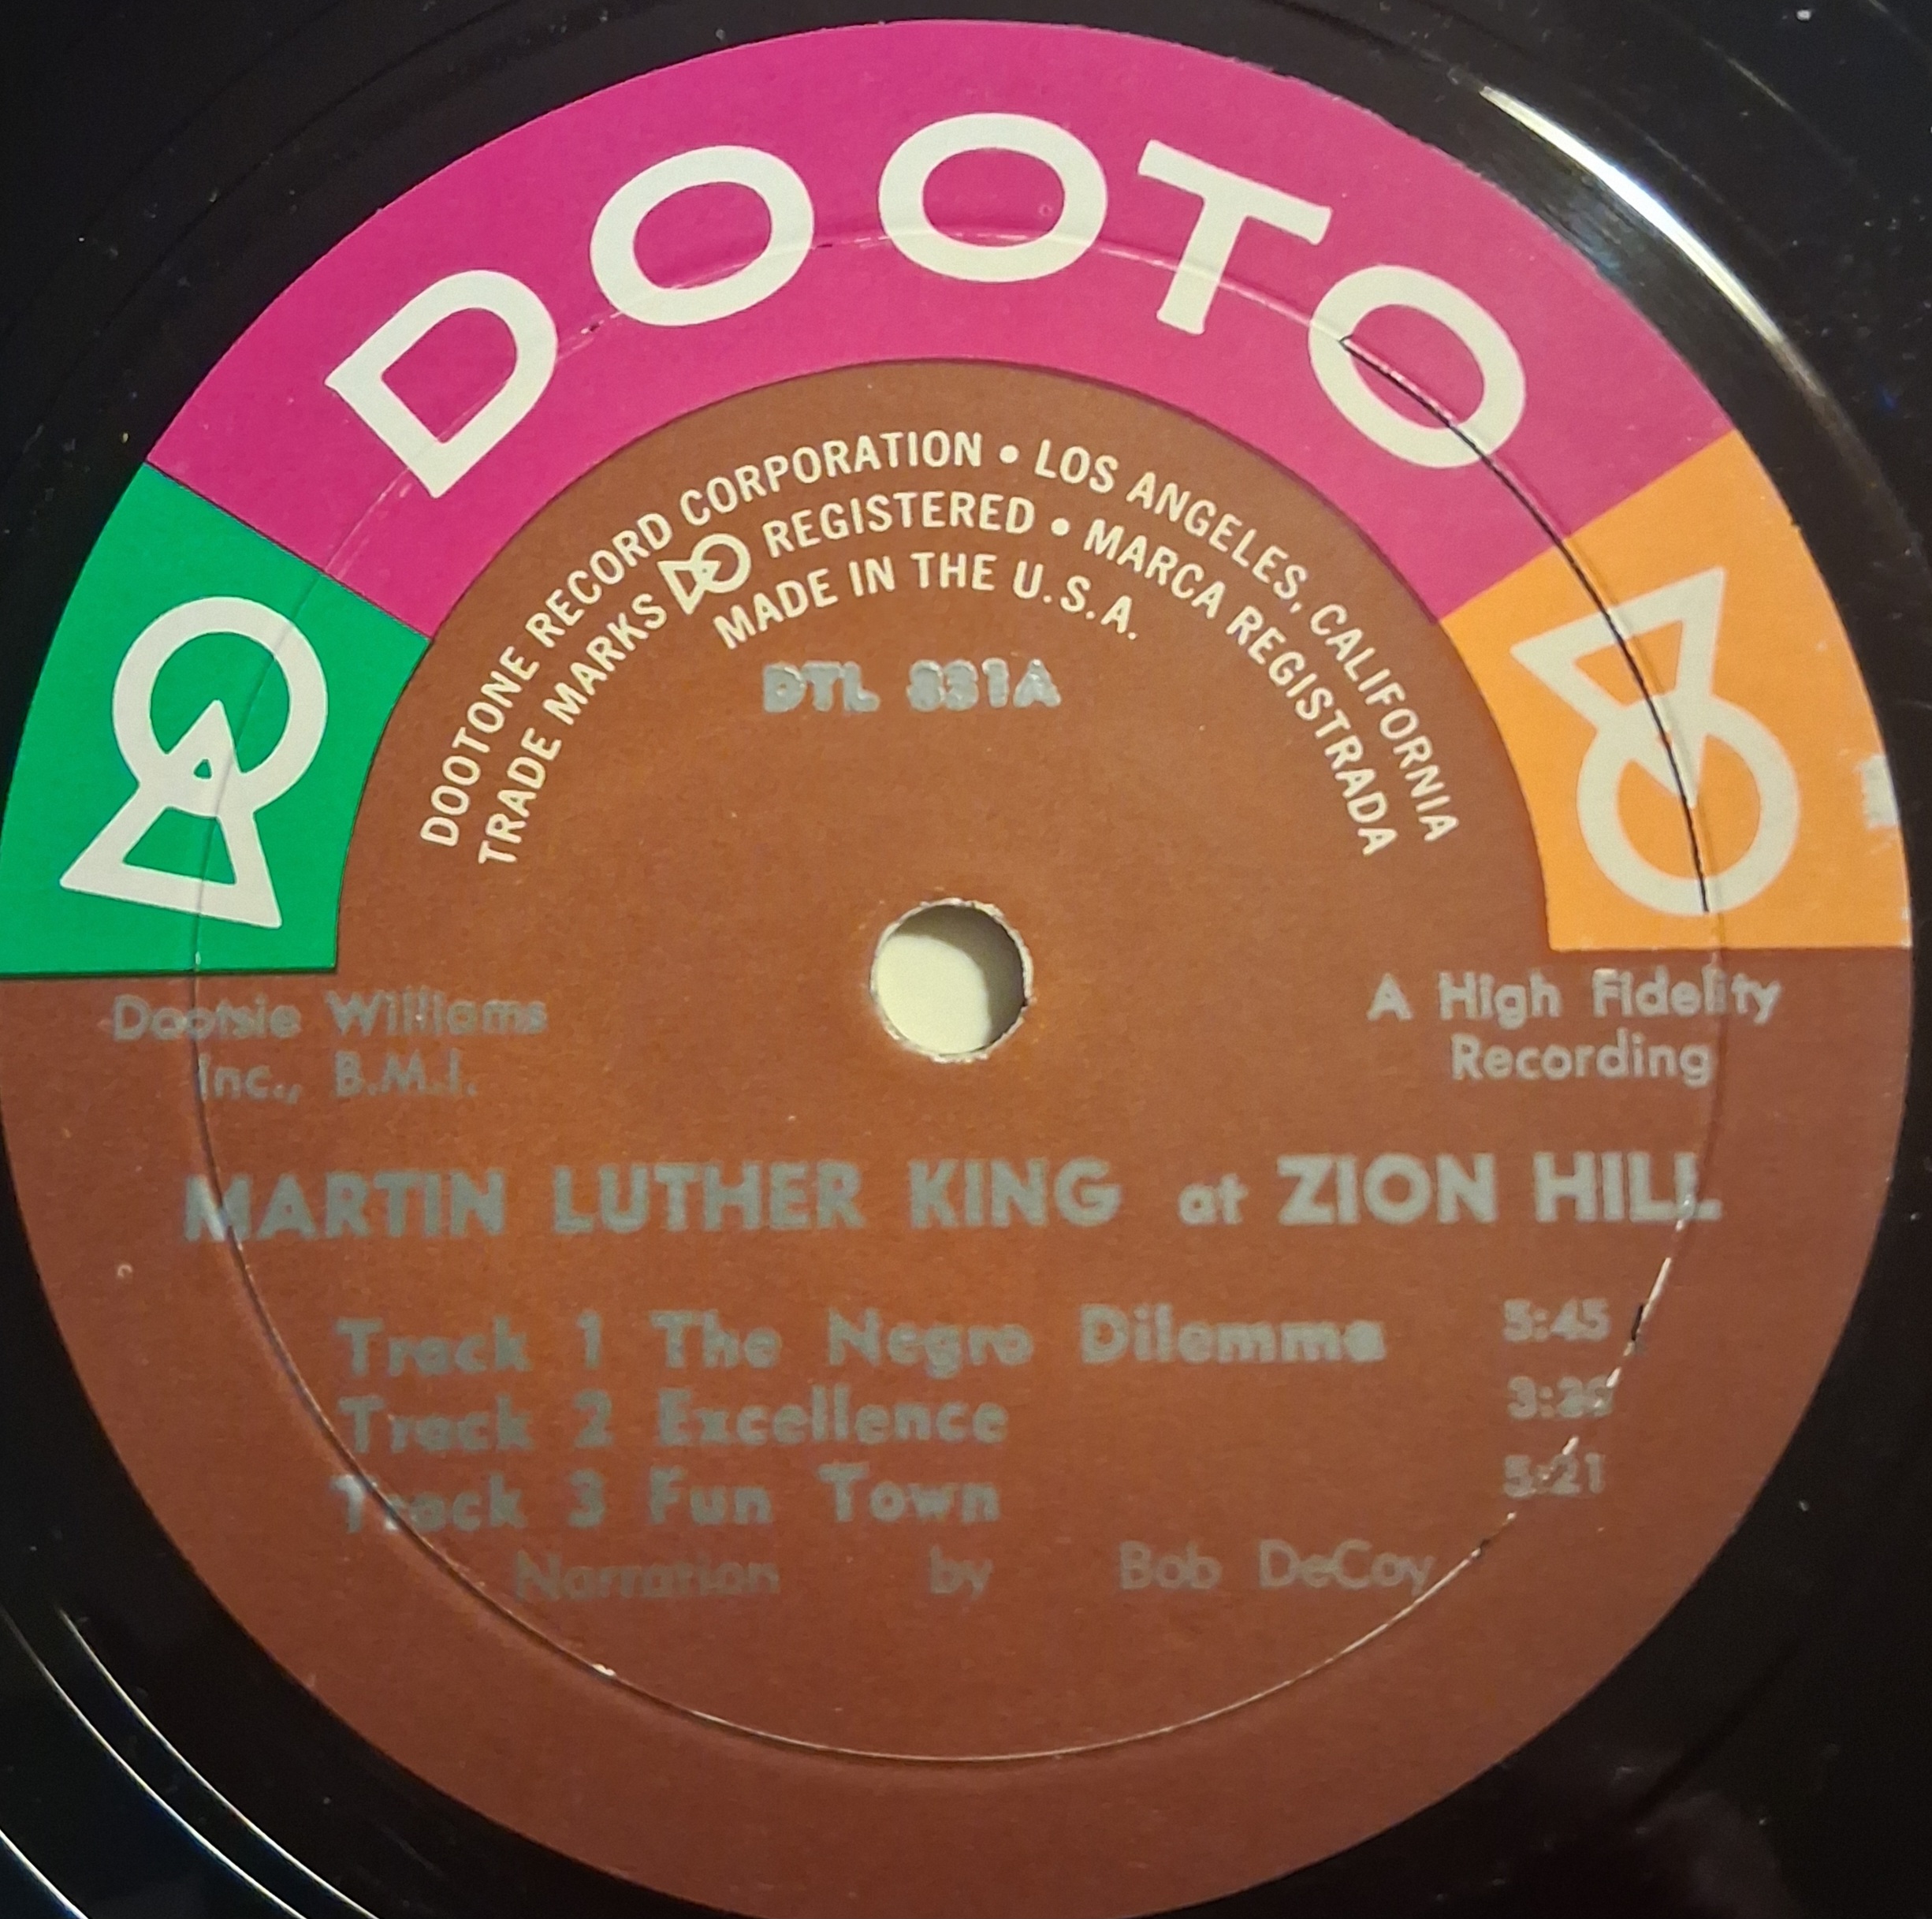 DOOTO
DOOTONE RECORD CORPORATION • LOS ANGELES, CALIFORNIA
TRADE MARKS DO REGISTERED • MARCA REGISTRADA
MADE IN THE U.S.A.
DTL 831A
Dootsie Williams
Inc., B.M.I.
A High Fidelity
Recording
MARTIN LUTHER KING at ZION HILL
Track 1 The Negro Dilemma 5:45
Track 2 Excellence
Track 3 Fun Town 5:21
Narration by Bob DeCoy